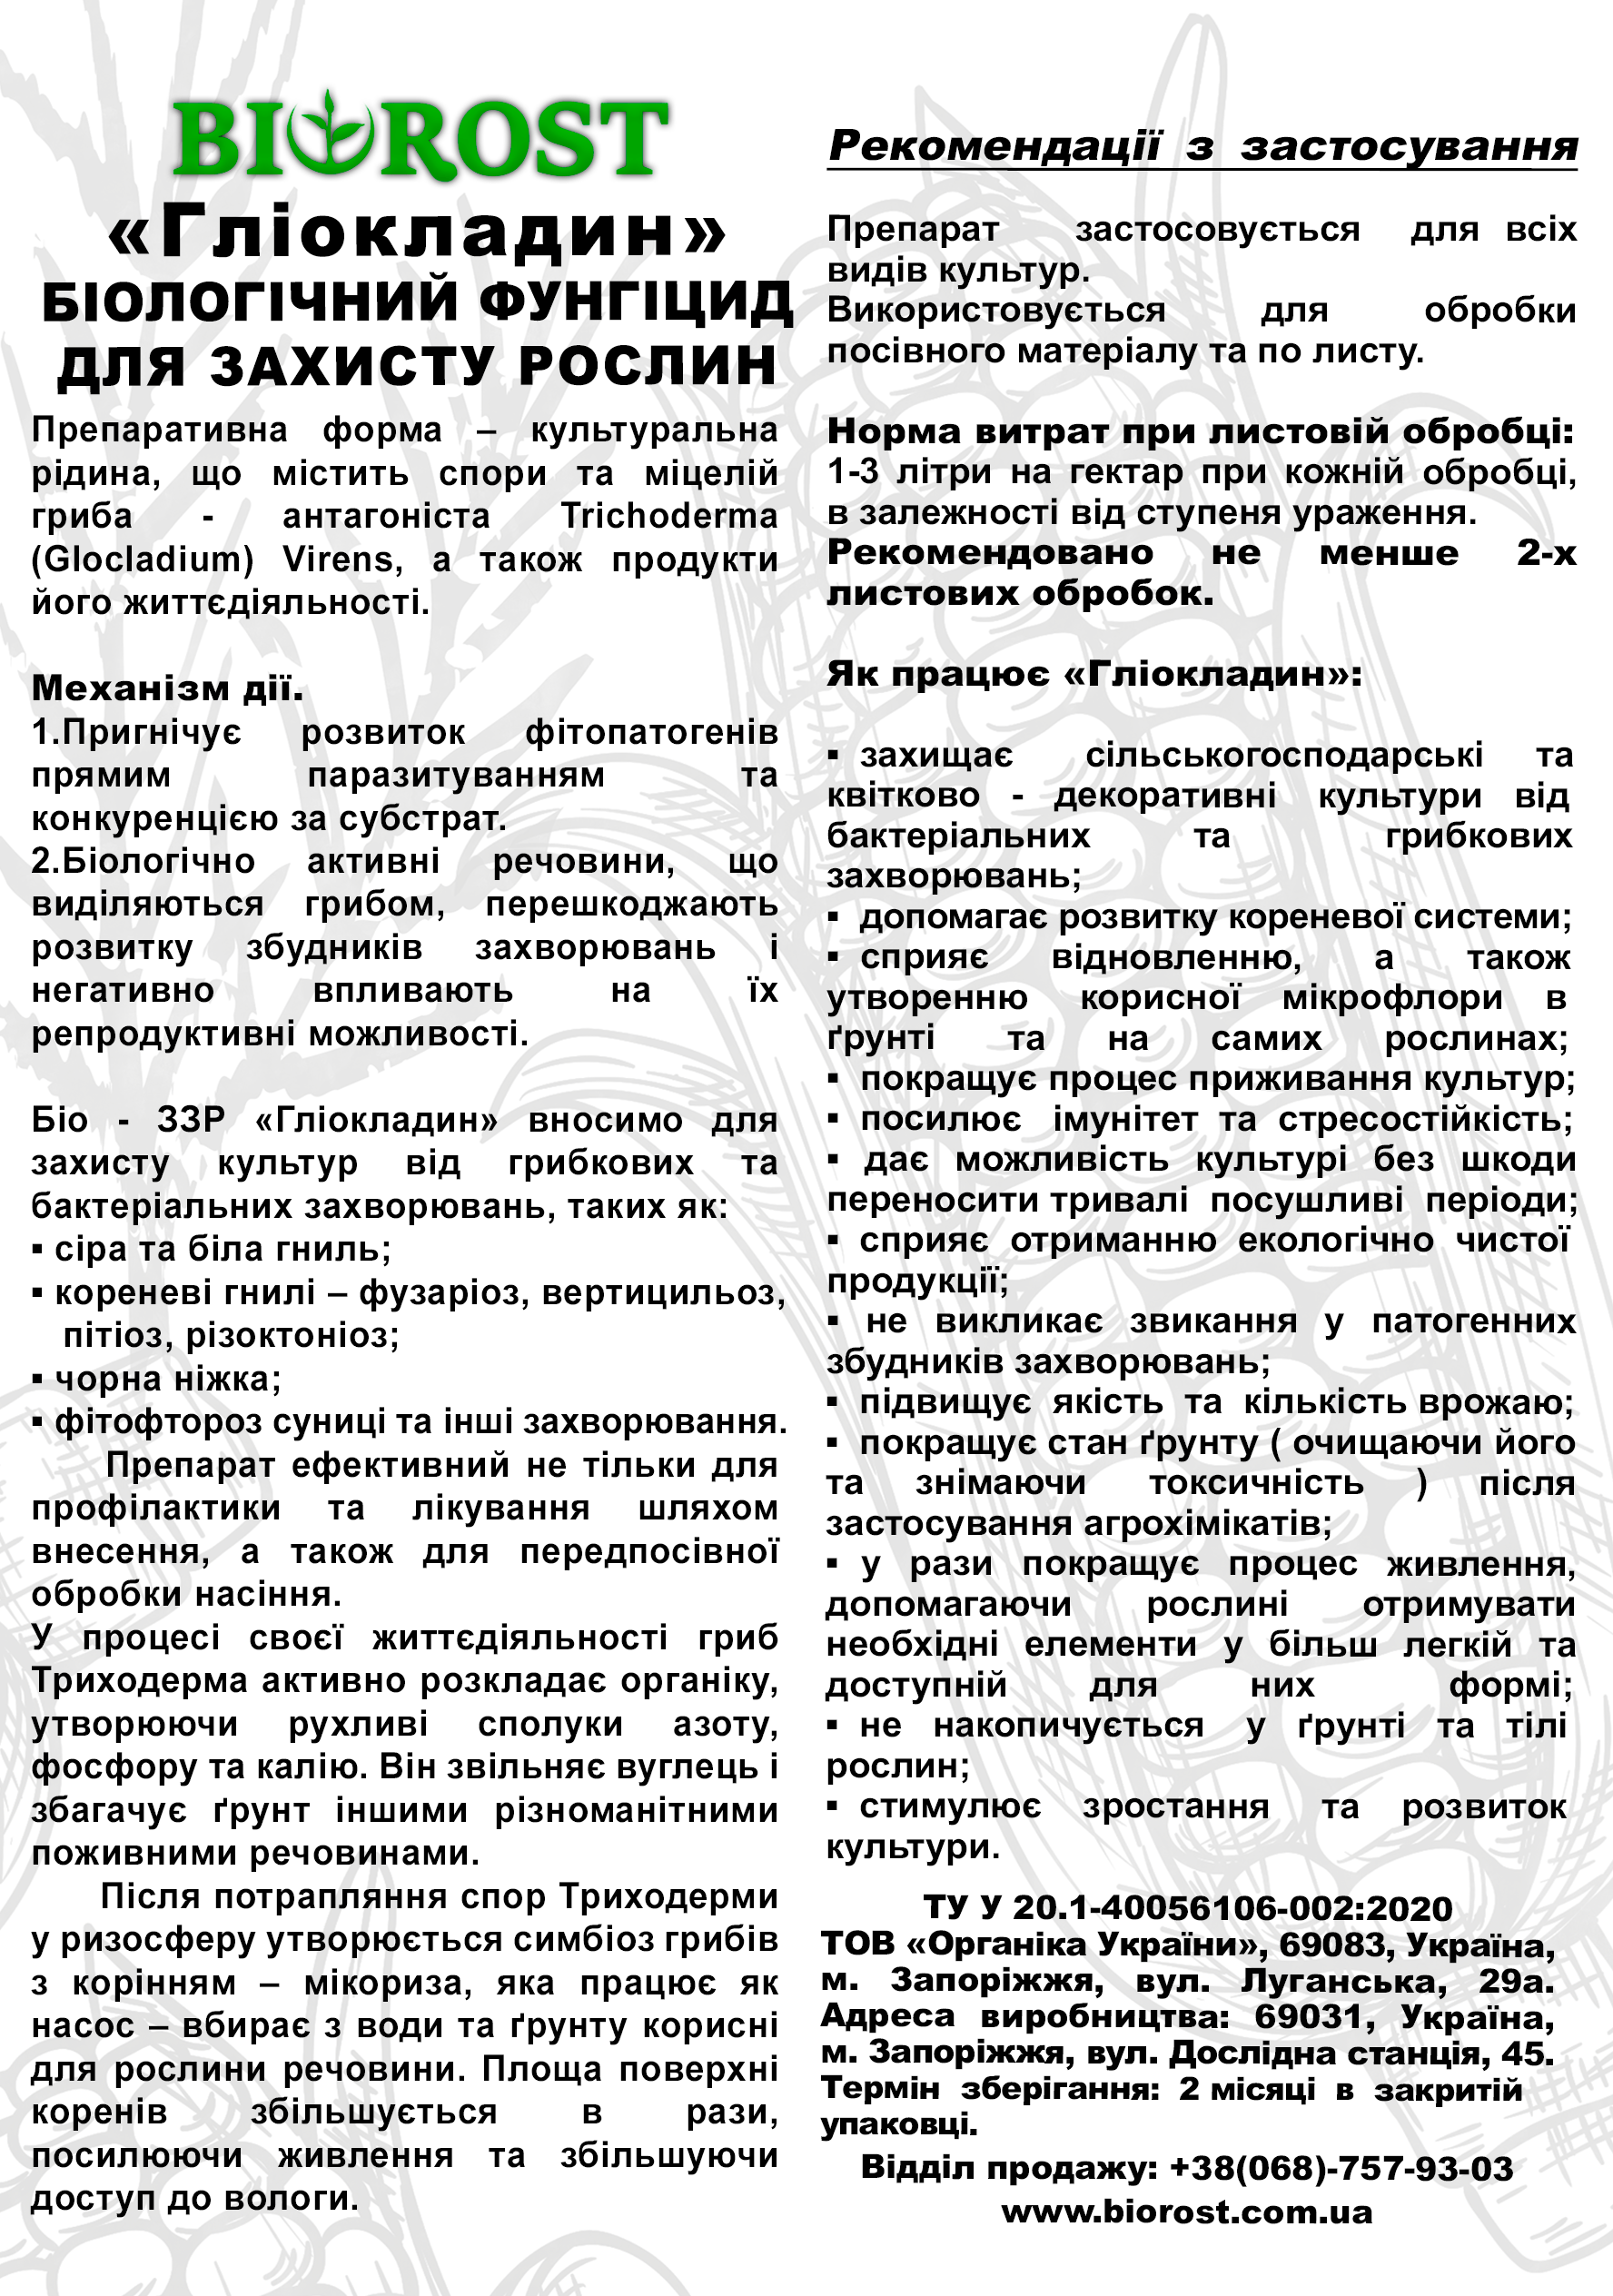 BIOROST
«Гліокладин»
БІОЛОГІЧНИЙ ФУНГІЦИД
ДЛЯ ЗАХИСТУ РОСЛИН
Препаративна форма – культуральна
рідина, що містить спори та міцелій
гриба - антагоніста Trichoderma
(Glocladium) Virens, а також продукти
його життєдіяльності.
Механізм дії.
1.Пригнічує розвиток фітопатогенів
прямим паразитуванням та
конкуренцією за субстрат.
2.Біологічно активні речовини, що
виділяються грибом, перешкоджають
розвитку збудників захворювань і
негативно впливають на їх
репродуктивні можливості.
Біо - ЗЗР «Гліокладин» вносимо для
захисту культур від грибкових та
бактеріальних захворювань, таких як:
▪ сіра та біла гниль;
▪ кореневі гнилі – фузаріоз, вертицильоз,
пітіоз, різоктоніоз;
▪ чорна ніжка;
▪ фітофтороз суниці та інші захворювання.
Препарат ефективний не тільки для
профілактики та лікування шляхом
внесення, а також для передпосівної
обробки насіння.
У процесі своєї життєдіяльності гриб
Триходерма активно розкладає органіку,
утворюючи рухливі сполуки азоту,
фосфору та калію. Він звільняє вуглець і
збагачує ґрунт іншими різноманітними
поживними речовинами.
Після потрапляння спор Триходерми
у ризосферу утворюється симбіоз грибів
з корінням – мікориза, яка працює як
насос – вбирає з води та ґрунту корисні
для рослини речовини. Площа поверхні
коренів збільшується в рази,
посилюючи живлення та збільшуючи
доступ до вологи.
Рекомендації з застосування
Препарат застосовується для всіх
видів культур.
Використовується для обробки
посівного матеріалу та по листу.
Норма витрат при листовій обробці:
1-3 літри на гектар при кожній обробці,
в залежності від ступеня ураження.
Рекомендовано не менше 2-х
листових обробок.
Як працює «Гліокладин»:
▪ захищає сільськогосподарські та
квітково - декоративні культури від
бактеріальних та грибкових
захворювань;
▪ допомагає розвитку кореневої системи;
▪ сприяє відновленню, а також
утворенню корисної мікрофлори в
ґрунті та на самих рослинах;
▪ покращує процес приживання культур;
▪ посилює імунітет та стресостійкість;
▪ дає можливість культурі без шкоди
переносити тривалі посушливі періоди;
▪ сприяє отриманню екологічно чистої
продукції;
▪ не викликає звикання у патогенних
збудників захворювань;
▪ підвищує якість та кількість врожаю;
▪ покращує стан ґрунту ( очищаючи його
та знімаючи токсичність ) після
застосування агрохімікатів;
▪ у рази покращує процес живлення,
допомагаючи рослині отримувати
необхідні елементи у більш легкій та
доступній для них формі;
▪ не накопичується у ґрунті та тілі
рослин;
▪ стимулює зростання та розвиток
культури.
ТУ У 20.1-40056106-002:2020
ТОВ «Органіка України», 69083, Україна,
м. Запоріжжя, вул. Луганська, 29а.
Адреса виробництва: 69031, Україна,
м. Запоріжжя, вул. Дослідна станція, 45.
Термін зберігання: 2 місяці в закритій
упаковці.
Відділ продажу: +38(068)-757-93-03
www.biorost.com.ua